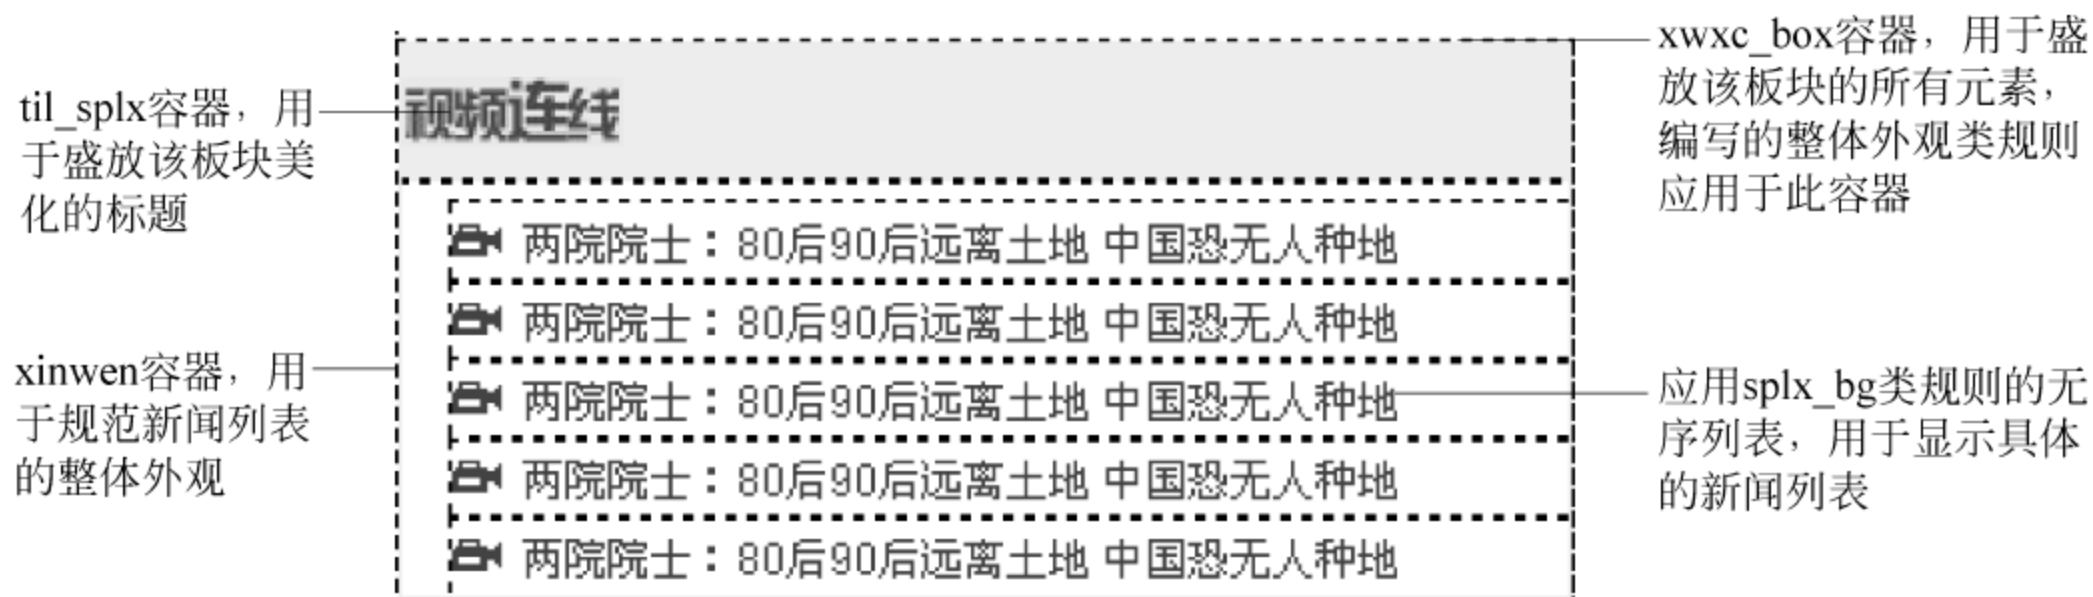 til_splx容器，用
于盛放该板块美
化的标题
xinwen容器，用
于规范新闻列表
的整体外观
视频连线
两院院士：80后90后远离土地 中国恐无人种地
两院院士：80后90后远离土地 中国恐无人种地
两院院士：80后90后远离土地 中国恐无人种地
两院院士：80后90后远离土地 中国恐无人种地
两院院士：80后90后远离土地 中国恐无人种地
xwxc_box容器，用于盛
放该板块的所有元素，
编写的整体外观类规则
应用于此容器
应用splx_bg类规则的无
序列表，用于显示具体
的新闻列表